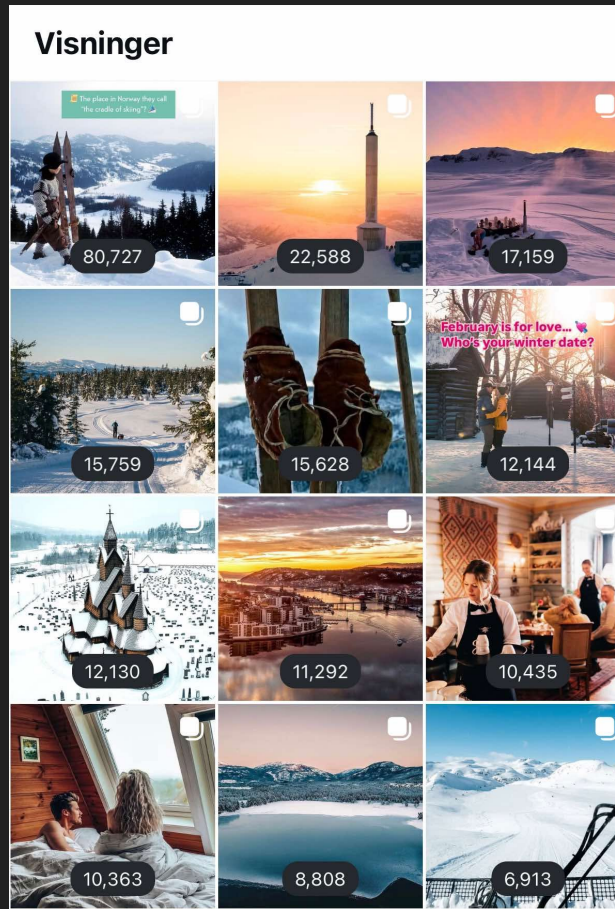 Visninger
The place in Norway they call
"the cradle of skiing"?
80,727
22,588
17,159
15,759
15,628
February is for love... 💘
Who's your winter date?
12,144
12,130
11,292
10,435
10,363
8,808
6,913